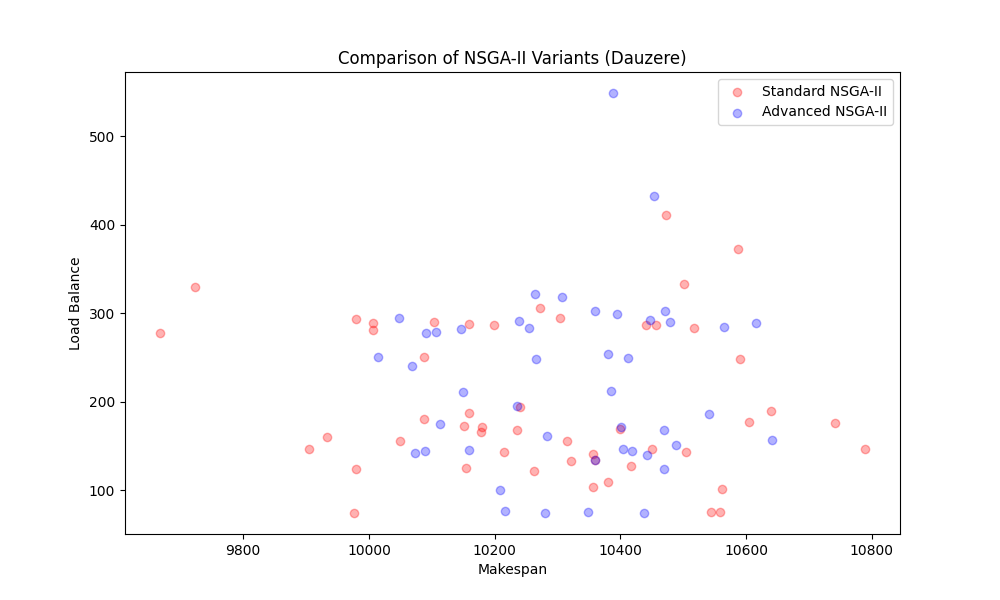 Comparison of NSGA-II Variants (Dauzere)
Standard NSGA-II
Advanced NSGA-II
500
400
300
200
100
Load Balance
9800 10000 10200 10400 10600 10800
Makespan